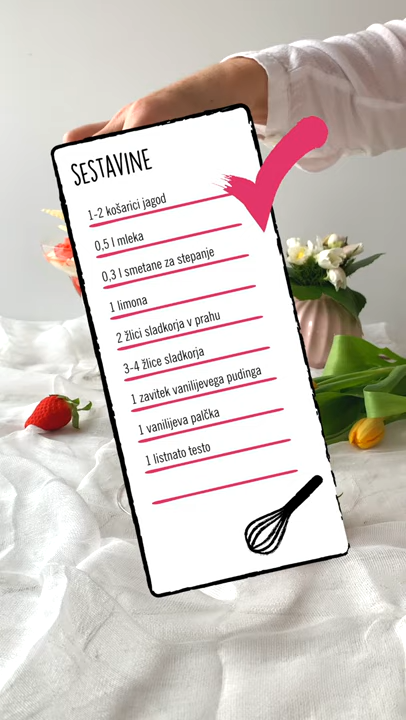 SESTAVINE
1-2 košarici jagod
0,5 l mleka
0,3 l smetane za stepanje
1 limona
2 žlici sladkorja v prahu
3-4 žlice sladkorja
1 zavitek vanilijevega pudinga
1 vanilijeva palčka
1 listnato testo